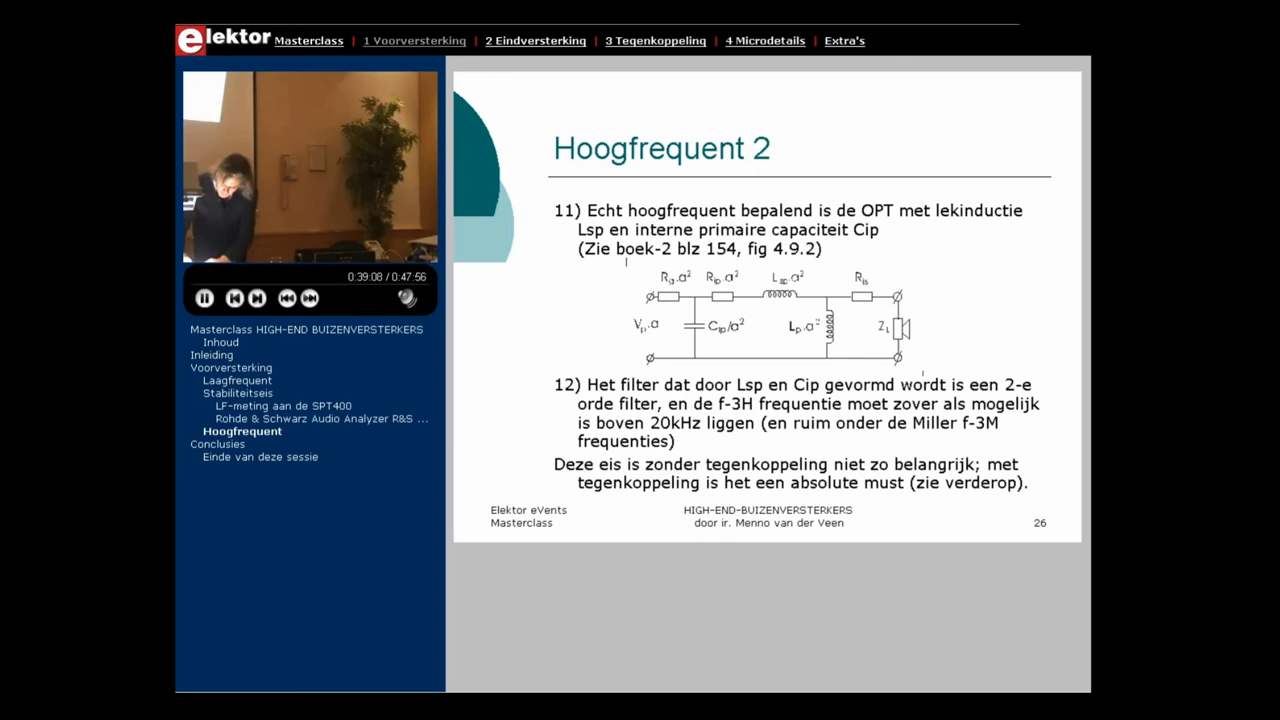 elektor Masterclass | 1 Voorversterking | 2 Eindversterking | 3 Tegenkoppeling | 4 Microdetails | Extra's
0:39:08 / 0:47:56
Masterclass HIGH-END BUIZENVERSTERKERS
Inhoud
Inleiding
Voorversterking
Laagfrequent
Stabiliteitseis
LF-meting aan de SPT400
Rohde & Schwarz Audio Analyzer R&S ...
Hoogfrequent
Conclusies
Einde van deze sessie
Hoogfrequent 2
11) Echt hoogfrequent bepalend is de OPT met lekinductie
Lsp en interne primaire capaciteit Cip
(Zie boek-2 blz 154, fig 4.9.2)
Rip.a² Lsp.a² Ris
Vp.a Cip/a² Lp.a² ZL
12) Het filter dat door Lsp en Cip gevormd wordt is een 2-e
orde filter, en de f-3H frequentie moet zover als mogelijk
is boven 20kHz liggen (en ruim onder de Miller f-3M
frequenties)
Deze eis is zonder tegenkoppeling niet zo belangrijk; met
tegenkoppeling is het een absolute must (zie verderop).
Elektor eVents
Masterclass
HIGH-END-BUIZENVERSTERKERS
door ir. Menno van der Veen
26